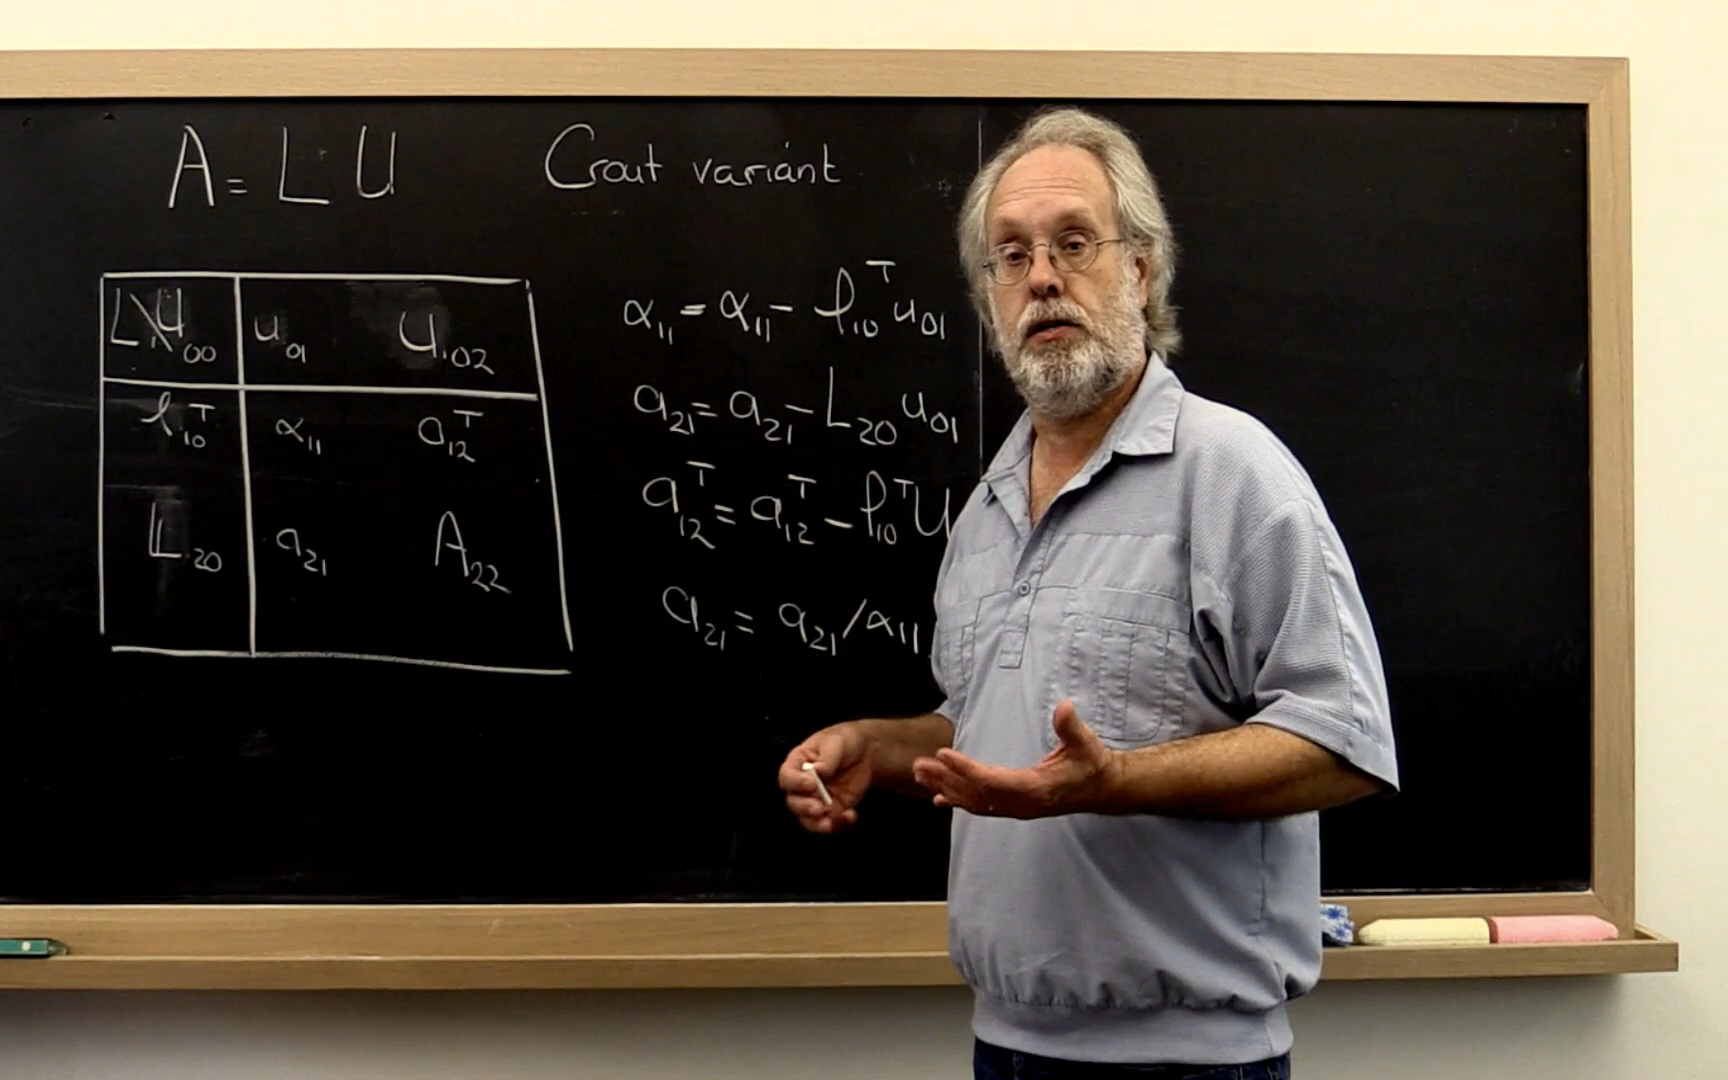 A = L U Crout variant
L\U₀₀ u₀₁ U₀₂
l₁₀ᵀ α₁₁ a₁₂ᵀ
L₂₀ a₂₁ A₂₂
α₁₁ = α₁₁ - l₁₀ᵀ u₀₁
a₂₁ = a₂₁ - L₂₀ u₀₁
a₁₂ᵀ = a₁₂ᵀ - l₁₀ᵀ U
a₂₁ = a₂₁ / α₁₁